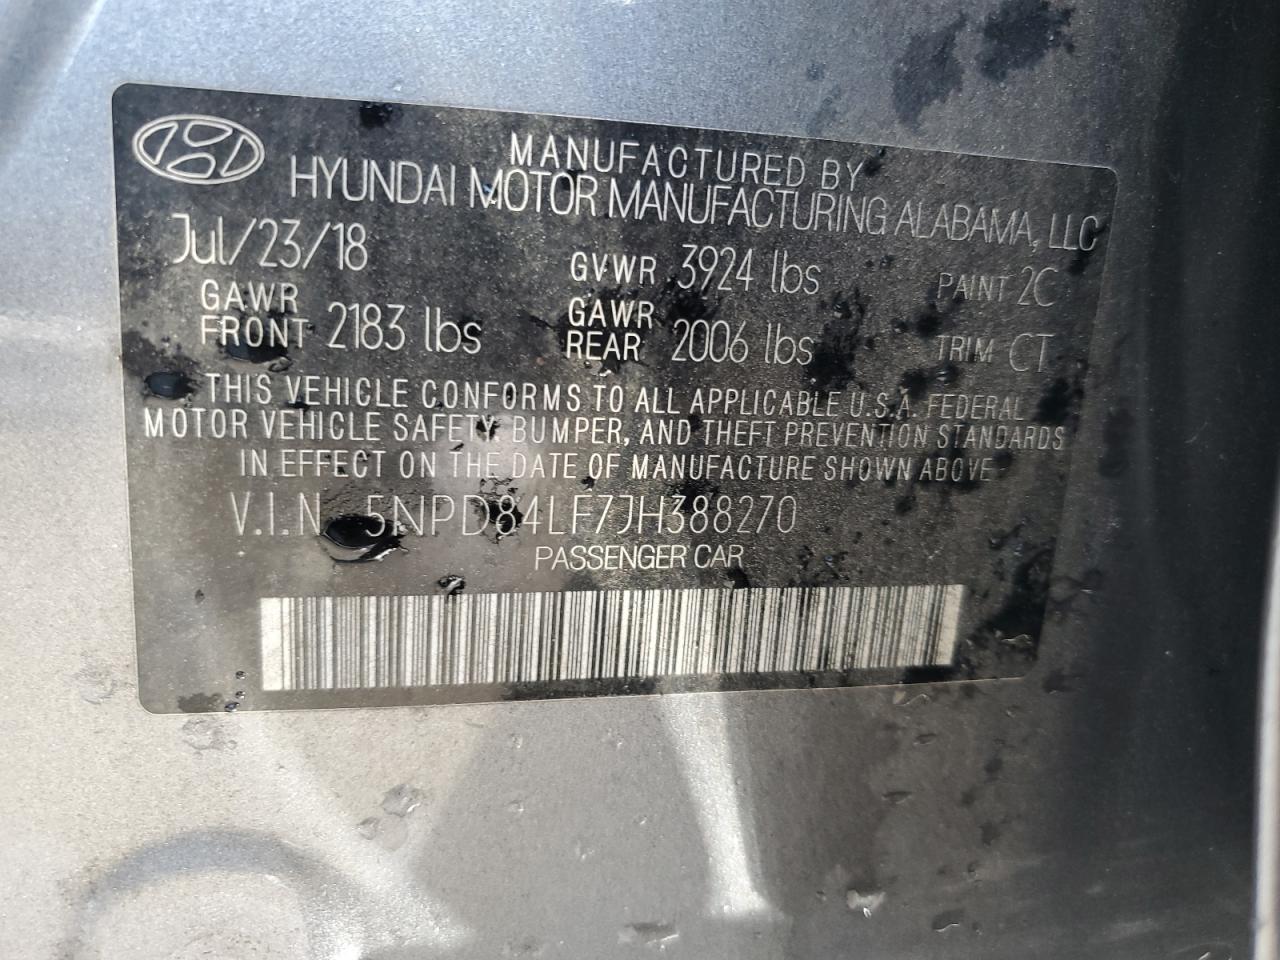 MANUFACTURED BY
HYUNDAI MOTOR MANUFACTURING ALABAMA, LLC
Jul/23/18 GVWR 3924 lbs PAINT 2C
GAWR FRONT 2183 lbs GAWR REAR 2006 lbs TRIM CT
THIS VEHICLE CONFORMS TO ALL APPLICABLE U.S.A. FEDERAL
MOTOR VEHICLE SAFETY, BUMPER, AND THEFT PREVENTION STANDARDS
IN EFFECT ON THE DATE OF MANUFACTURE SHOWN ABOVE
V.I.N 5NPD84LF7JH388270
PASSENGER CAR